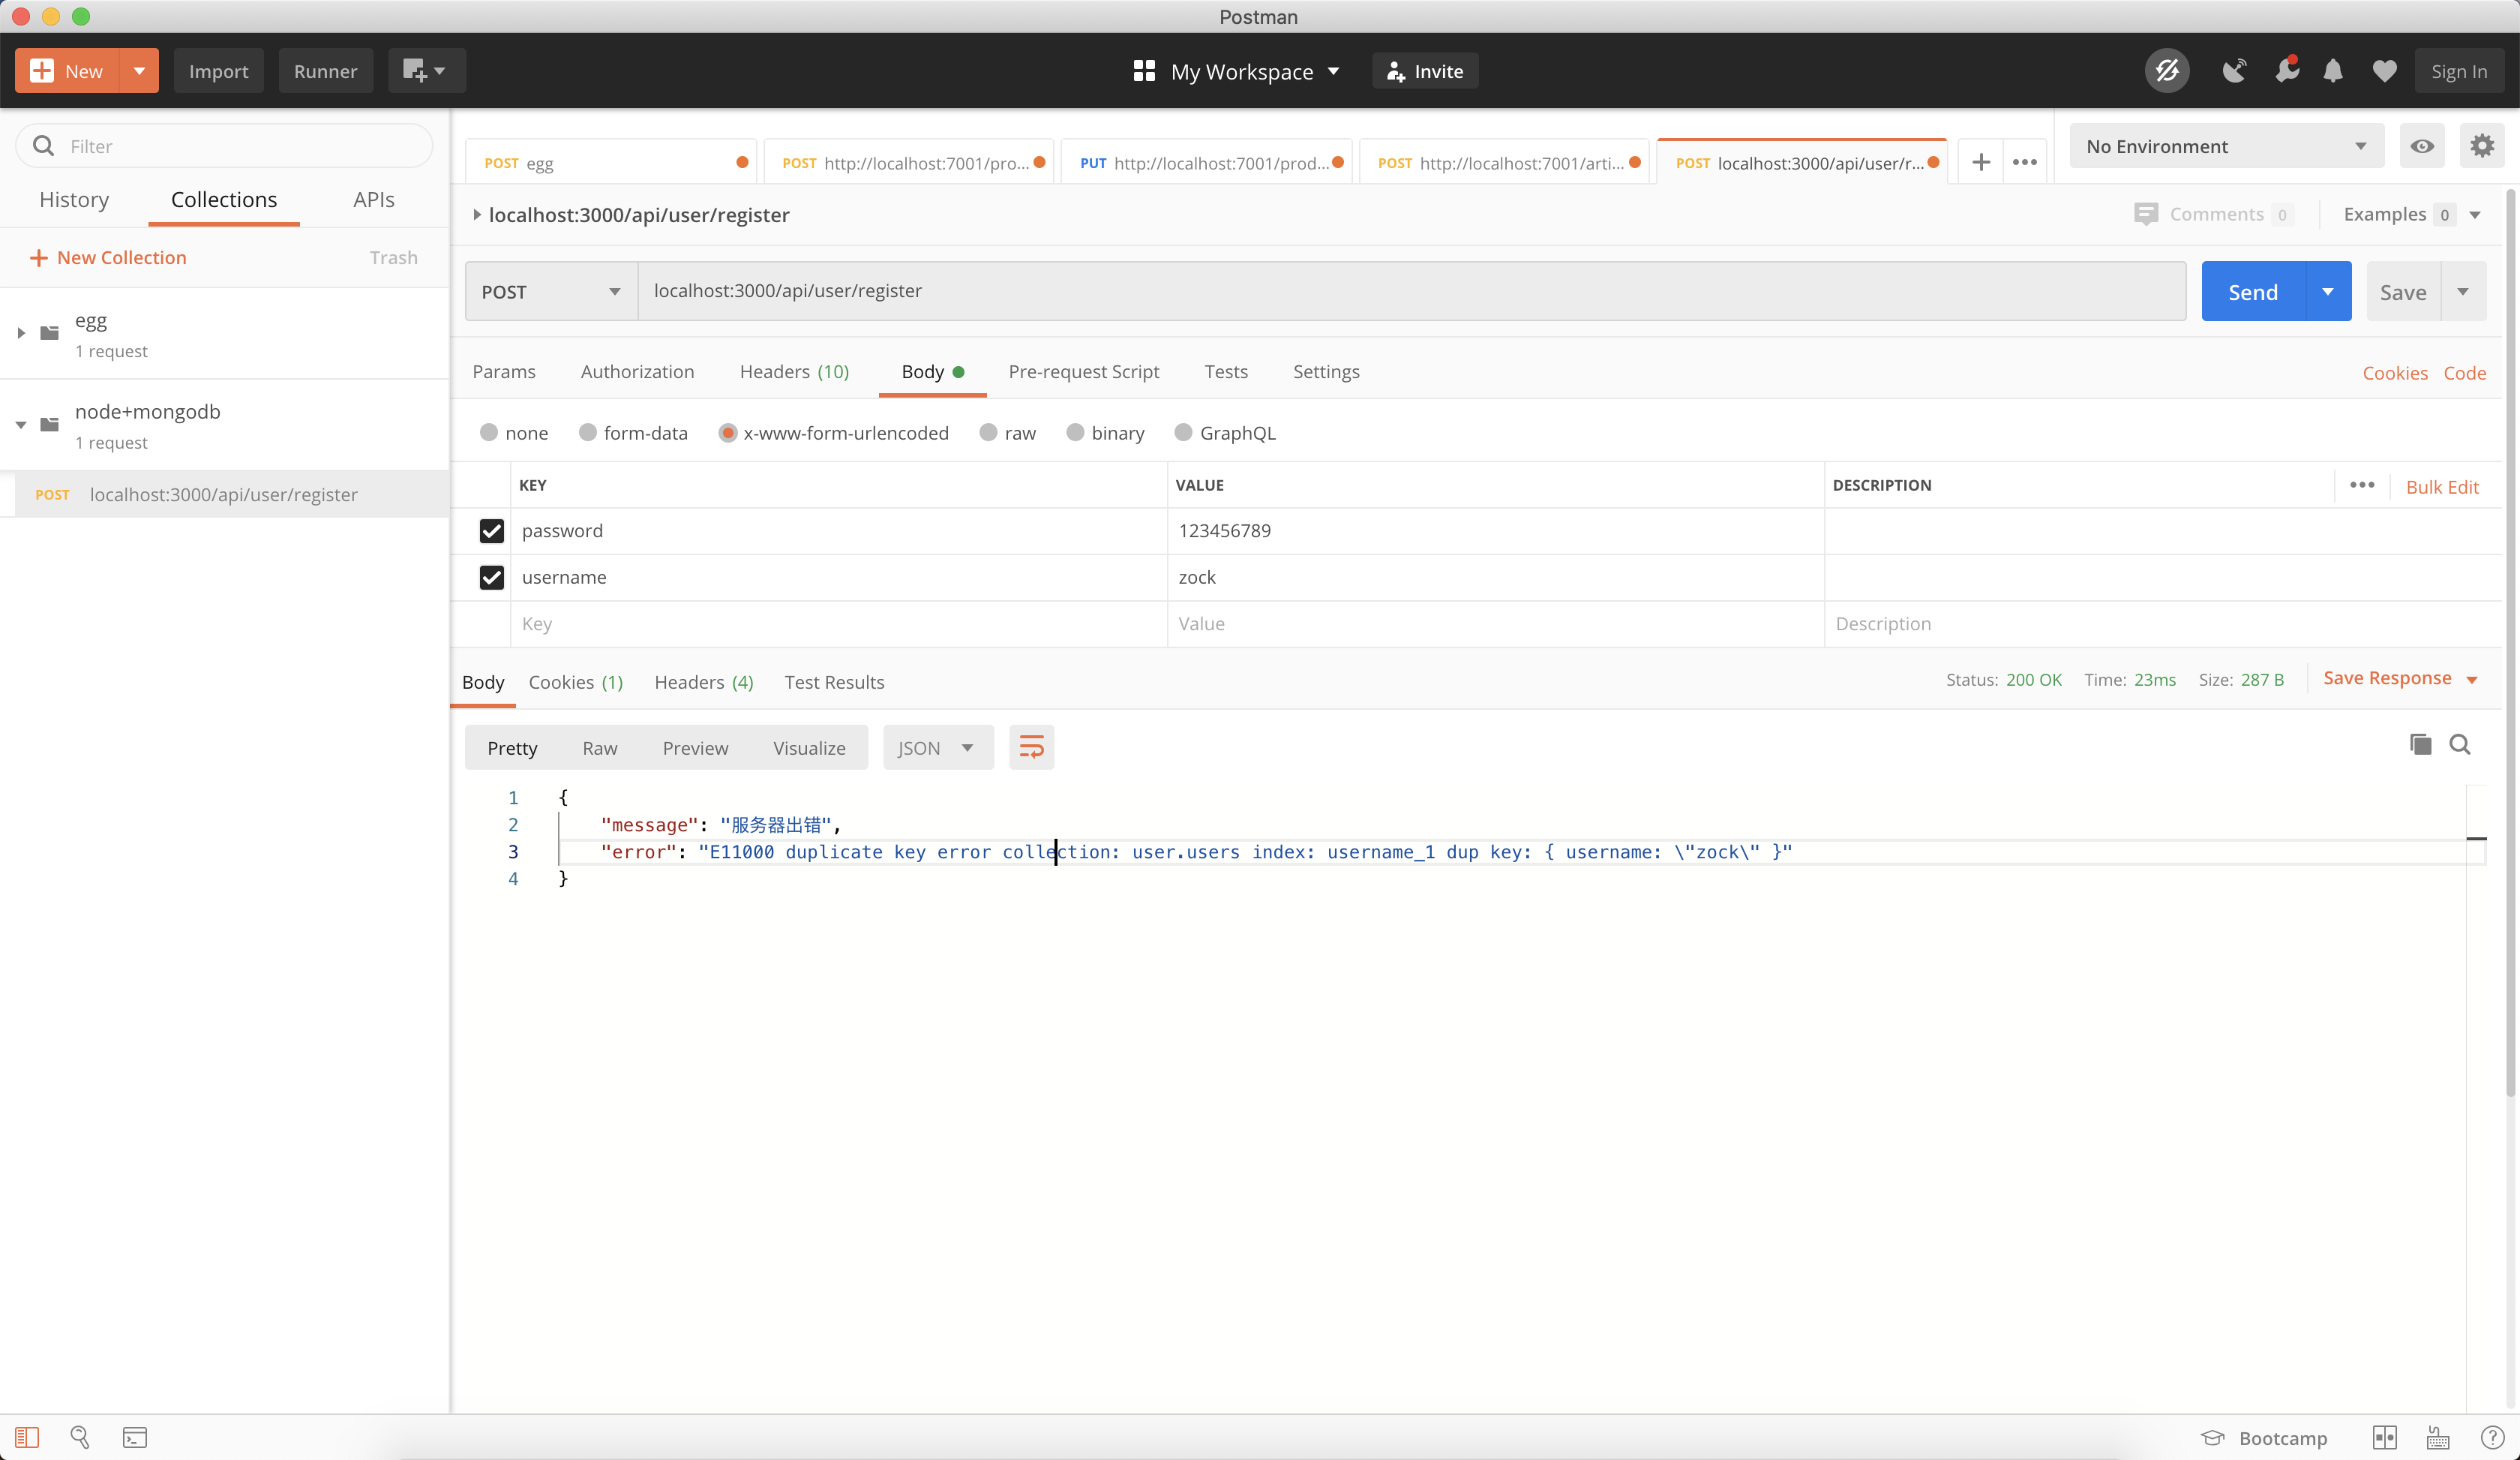 Postman
New
Import
Runner
My Workspace
Invite
Sign In
Filter
History
Collections
APIs
New Collection
Trash
egg
1 request
node+mongodb
1 request
POST localhost:3000/api/user/register
POST egg
POST http://localhost:7001/pro...
PUT http://localhost:7001/prod...
POST http://localhost:7001/arti...
POST localhost:3000/api/user/r...
No Environment
localhost:3000/api/user/register
Comments 0
Examples 0
POST
localhost:3000/api/user/register
Send
Save
Params
Authorization
Headers (10)
Body
Pre-request Script
Tests
Settings
Cookies
Code
none
form-data
x-www-form-urlencoded
raw
binary
GraphQL
KEY
VALUE
DESCRIPTION
Bulk Edit
password
123456789
username
zock
Key
Value
Description
Body
Cookies (1)
Headers (4)
Test Results
Status: 200 OK
Time: 23ms
Size: 287 B
Save Response
Pretty
Raw
Preview
Visualize
JSON
1 {
2 "message": "服务器出错",
3 "error": "E11000 duplicate key error collection: user.users index: username_1 dup key: { username: \"zock\" }"
4 }
Bootcamp